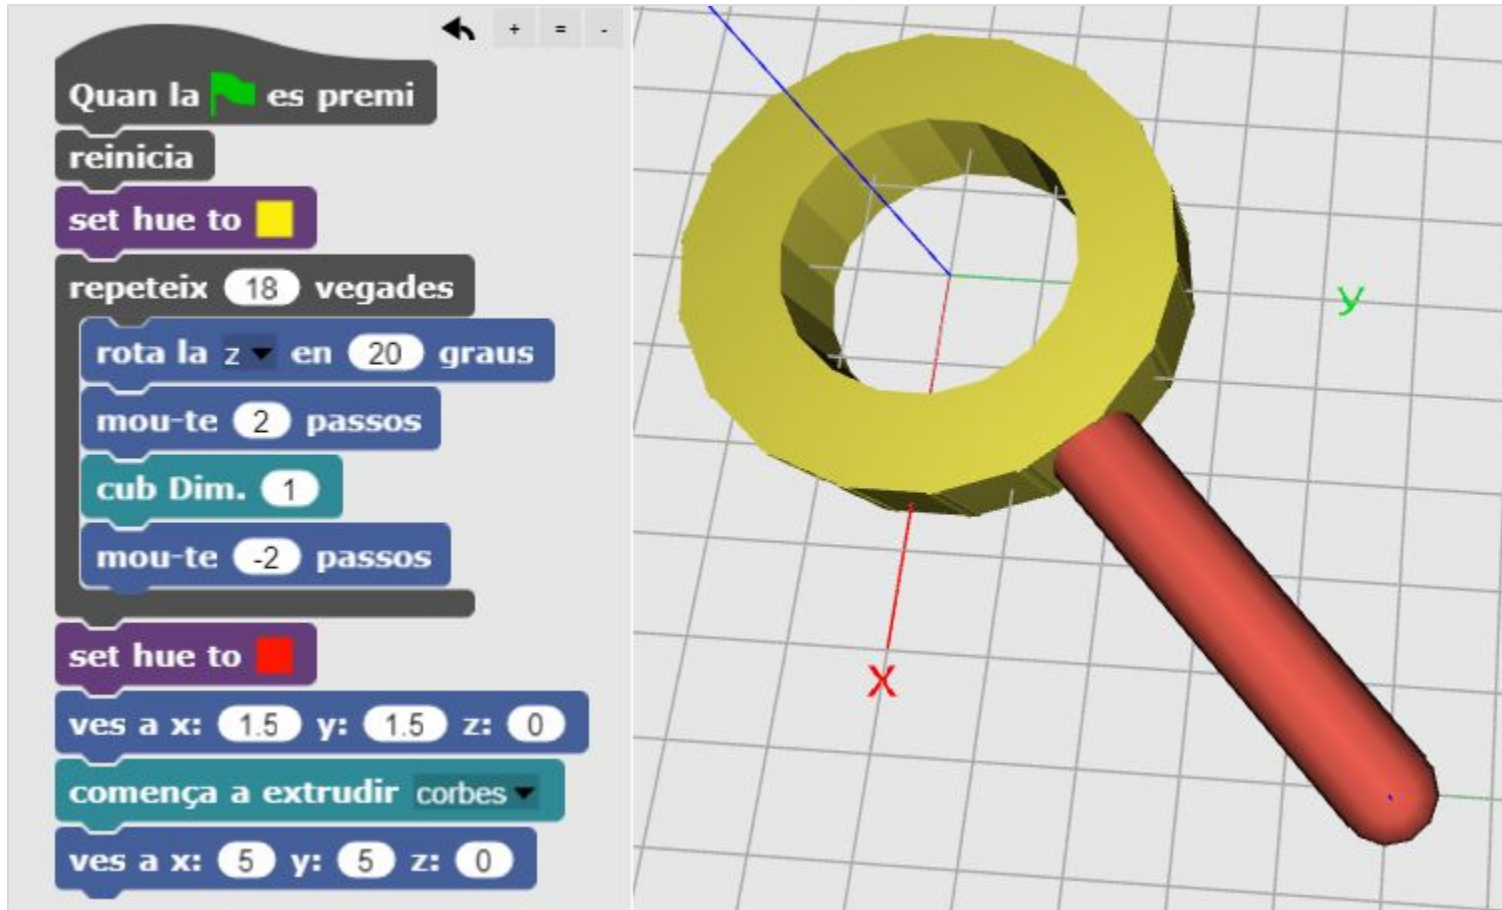 + = -
Quan la es premi
reinicia
set hue to
repeteix 18 vegades
rota la z en 20 graus
mou-te 2 passos
cub Dim. 1
mou-te -2 passos
set hue to
ves a x: 1.5 y: 1.5 z: 0
comença a extrudir corbes
ves a x: 5 y: 5 z: 0
y
X